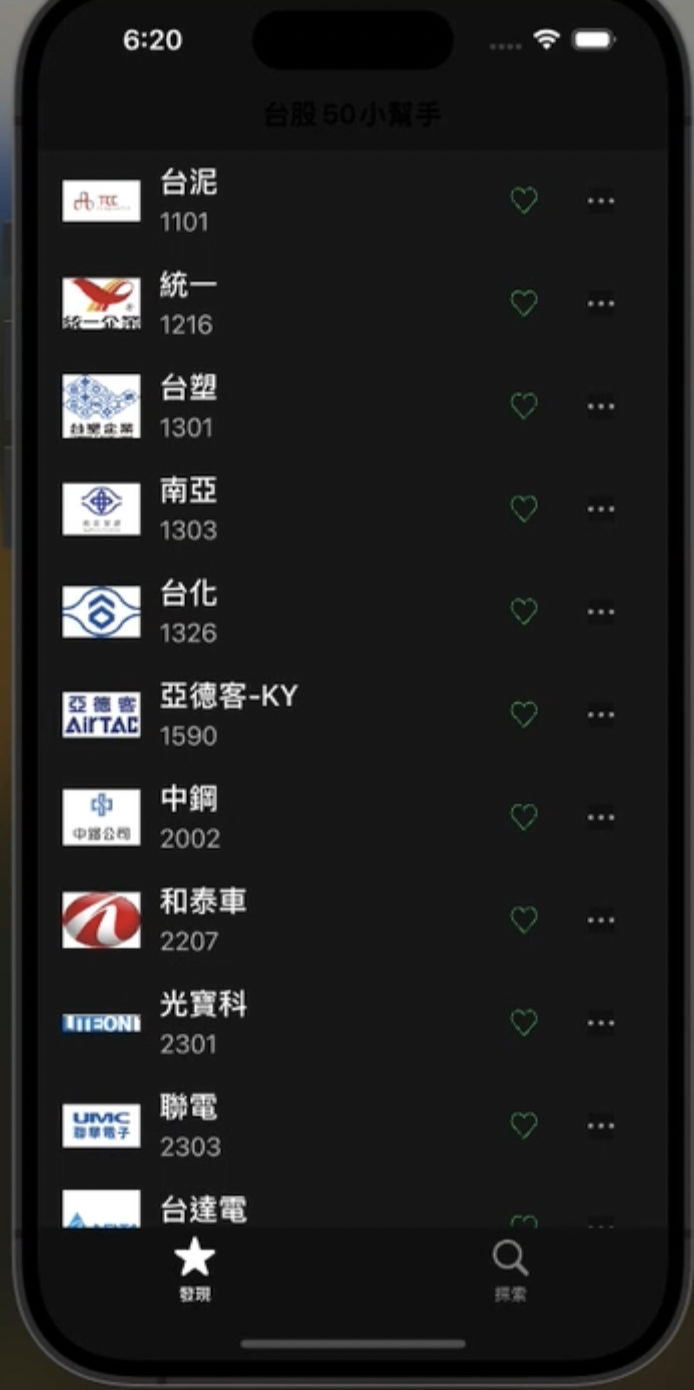 6:20
台股50小幫手
TCC
台泥
1101
統一
1216
統一企業
台塑
1301
台塑企業
南亞
1303
台化
1326
亞德客-KY
亞德客
AirTAC
1590
中鋼
2002
中鋼公司
和泰車
2207
光寶科
LITEON
2301
聯電
UMC
聯華電子
2303
台達電
發現
探索